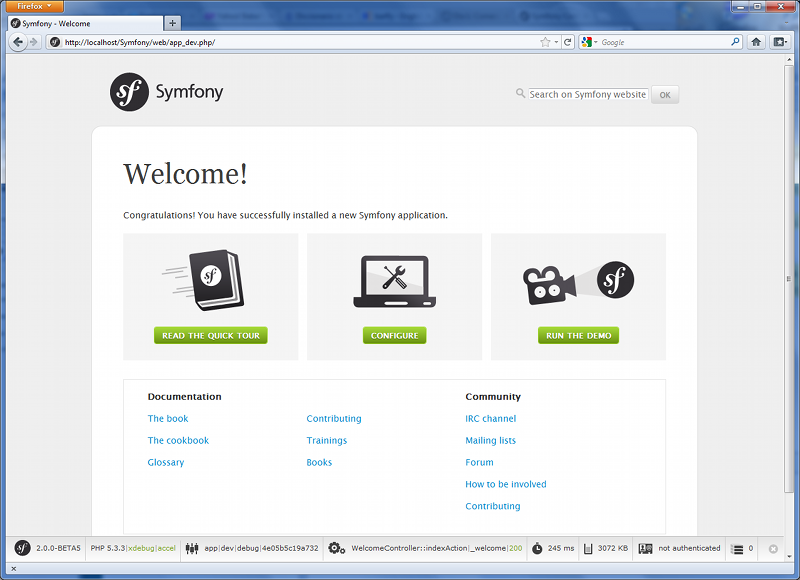 Firefox
Symfony - Welcome
http://localhost/Symfony/web/app_dev.php/
Google
sf Symfony
Search on Symfony website OK
Welcome!
Congratulations! You have successfully installed a new Symfony application.
sf
sf
READ THE QUICK TOUR CONFIGURE RUN THE DEMO
Documentation Community
The book Contributing IRC channel
The cookbook Trainings Mailing lists
Glossary Books Forum
How to be involved
Contributing
sf 2.0.0-BETA5 PHP 5.3.3|xdebug|accel app|dev|debug|4e05b5c19a732 WelcomeController::indexAction|_welcome|200 245 ms 3072 KB not authenticated 0